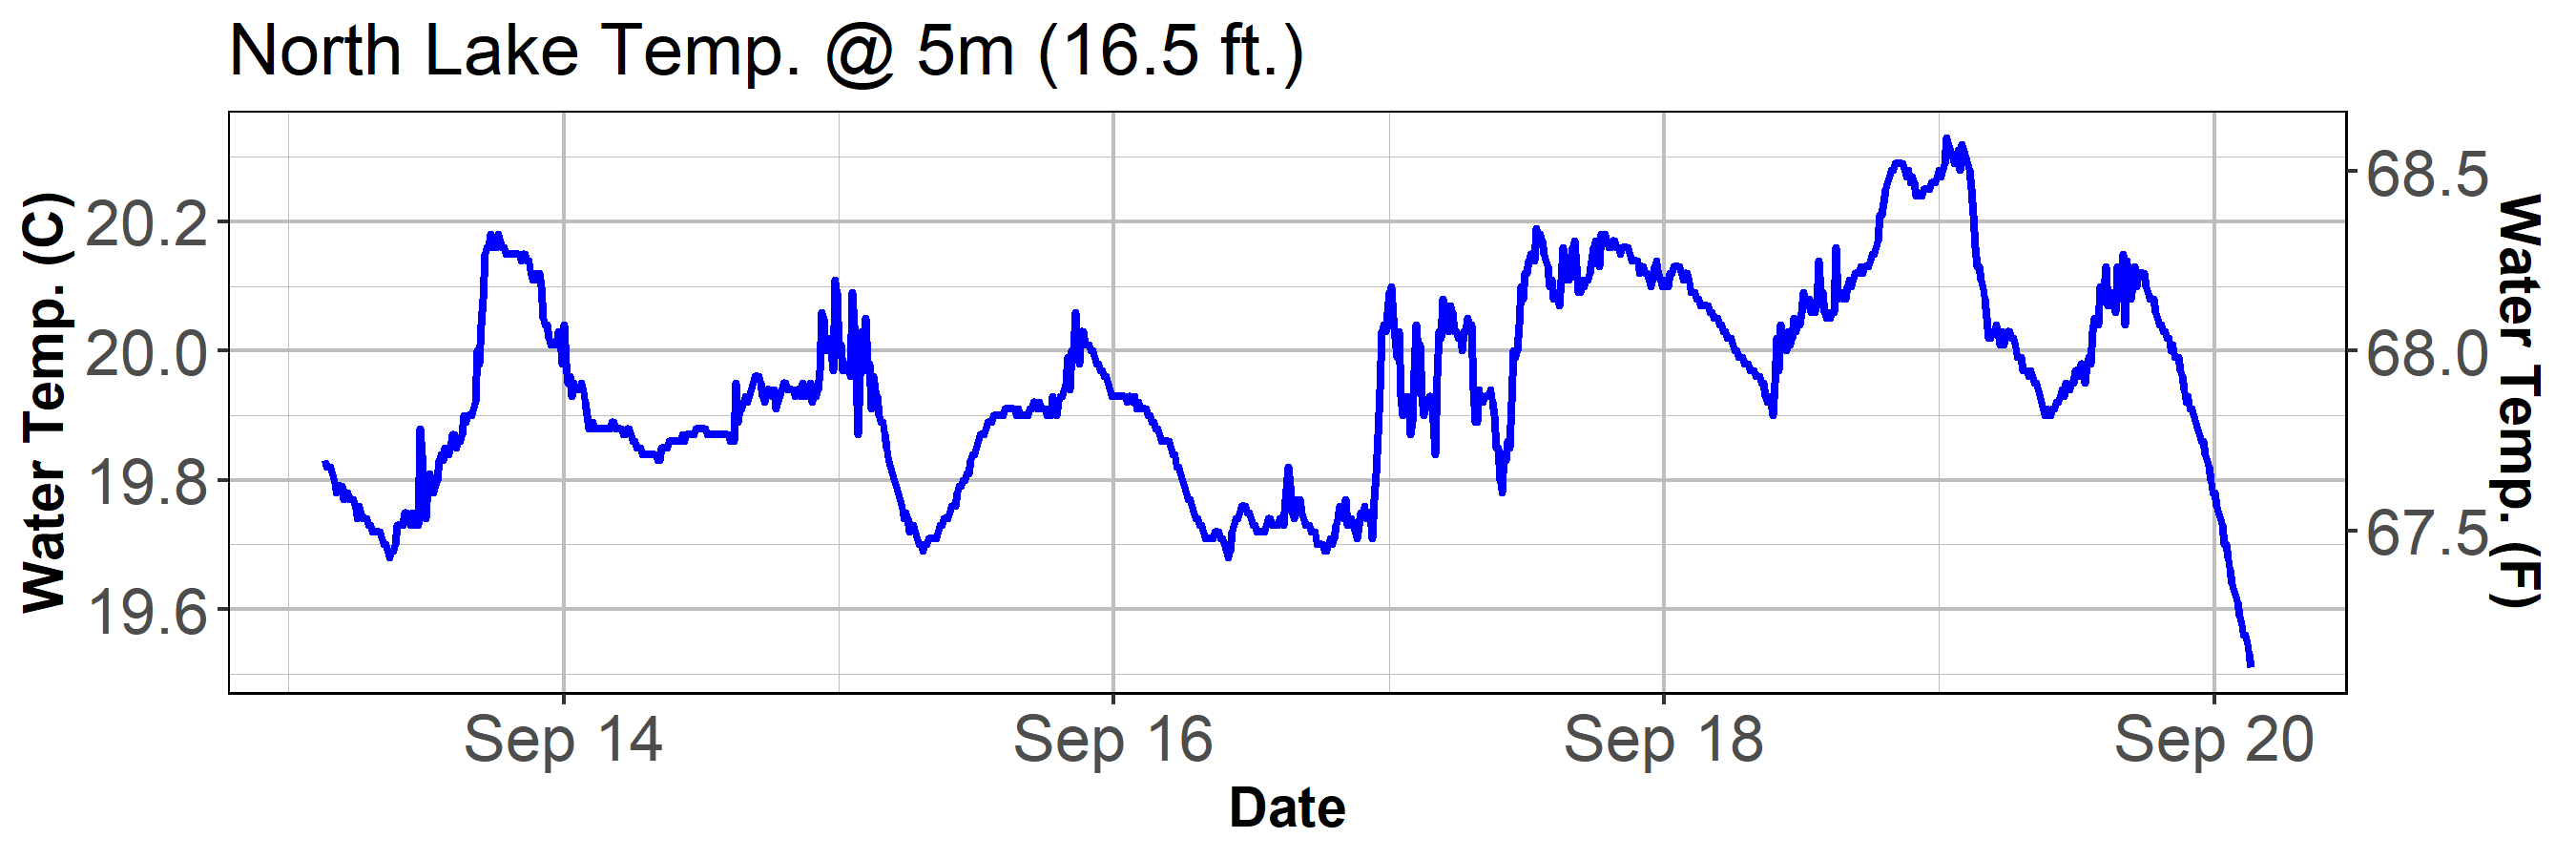 North Lake Temp. @ 5m (16.5 ft.)
Water Temp. (C)
20.2
20.0
19.8
19.6
68.5
68.0
67.5
Water Temp. (F)
Sep 14
Sep 16
Sep 18
Sep 20
Date